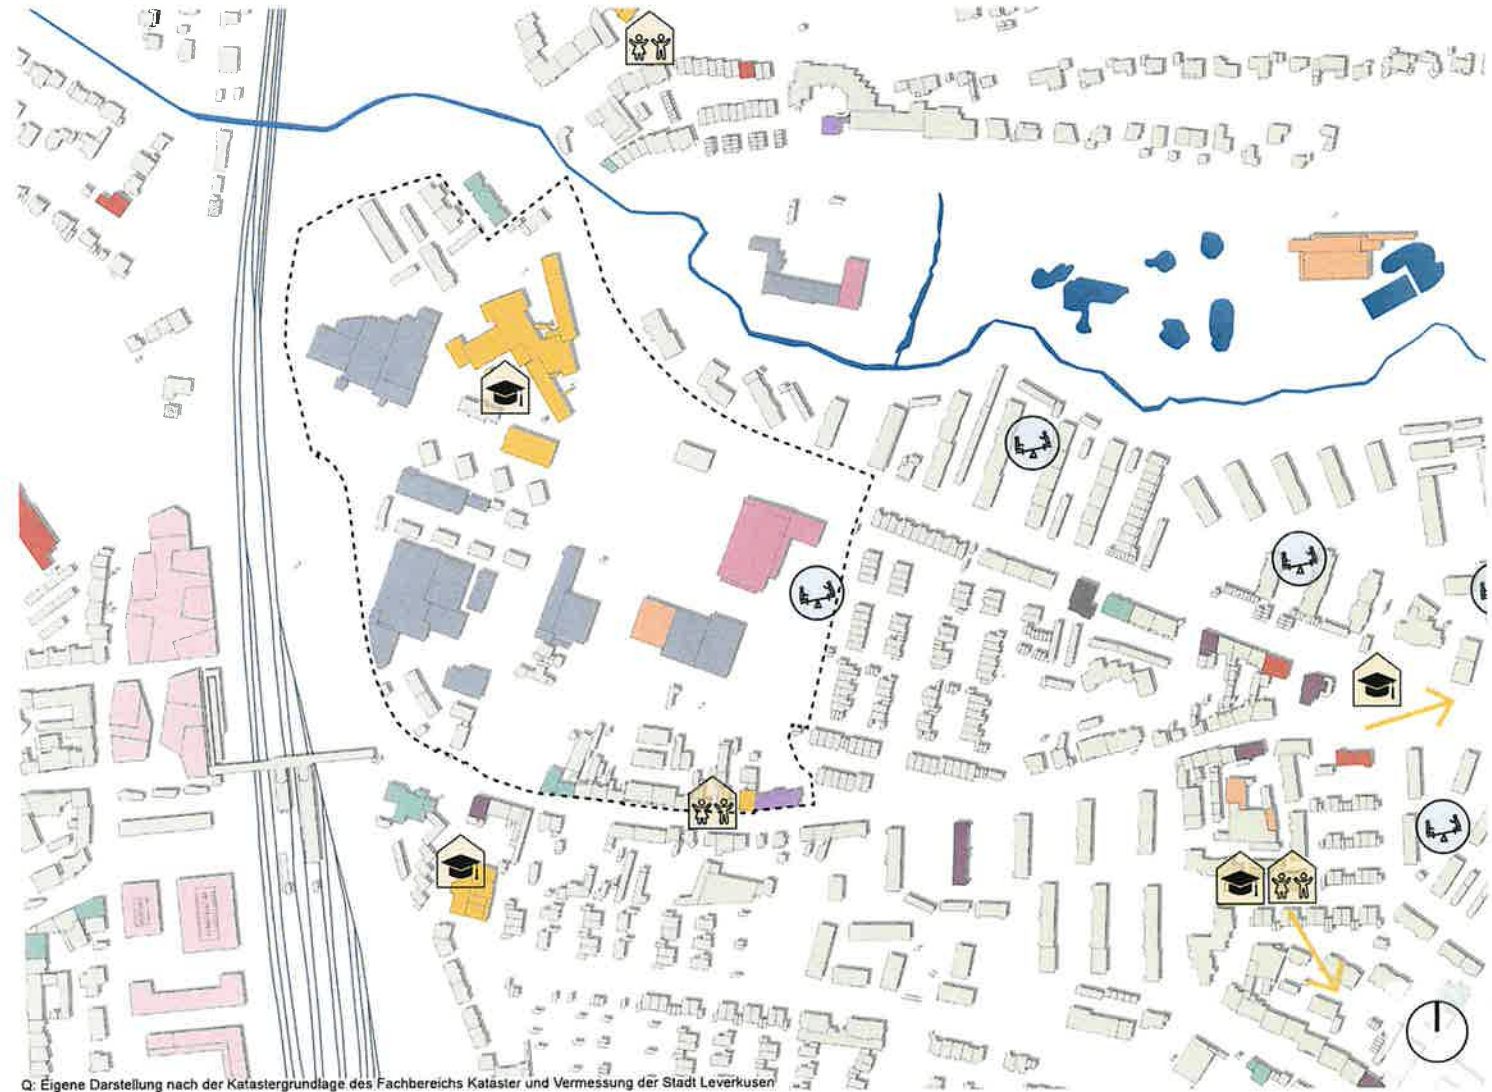 Q: Eigene Darstellung nach der Katastergrundlage des Fachbereichs Kataster und Vermessung der Stadt Leverkusen